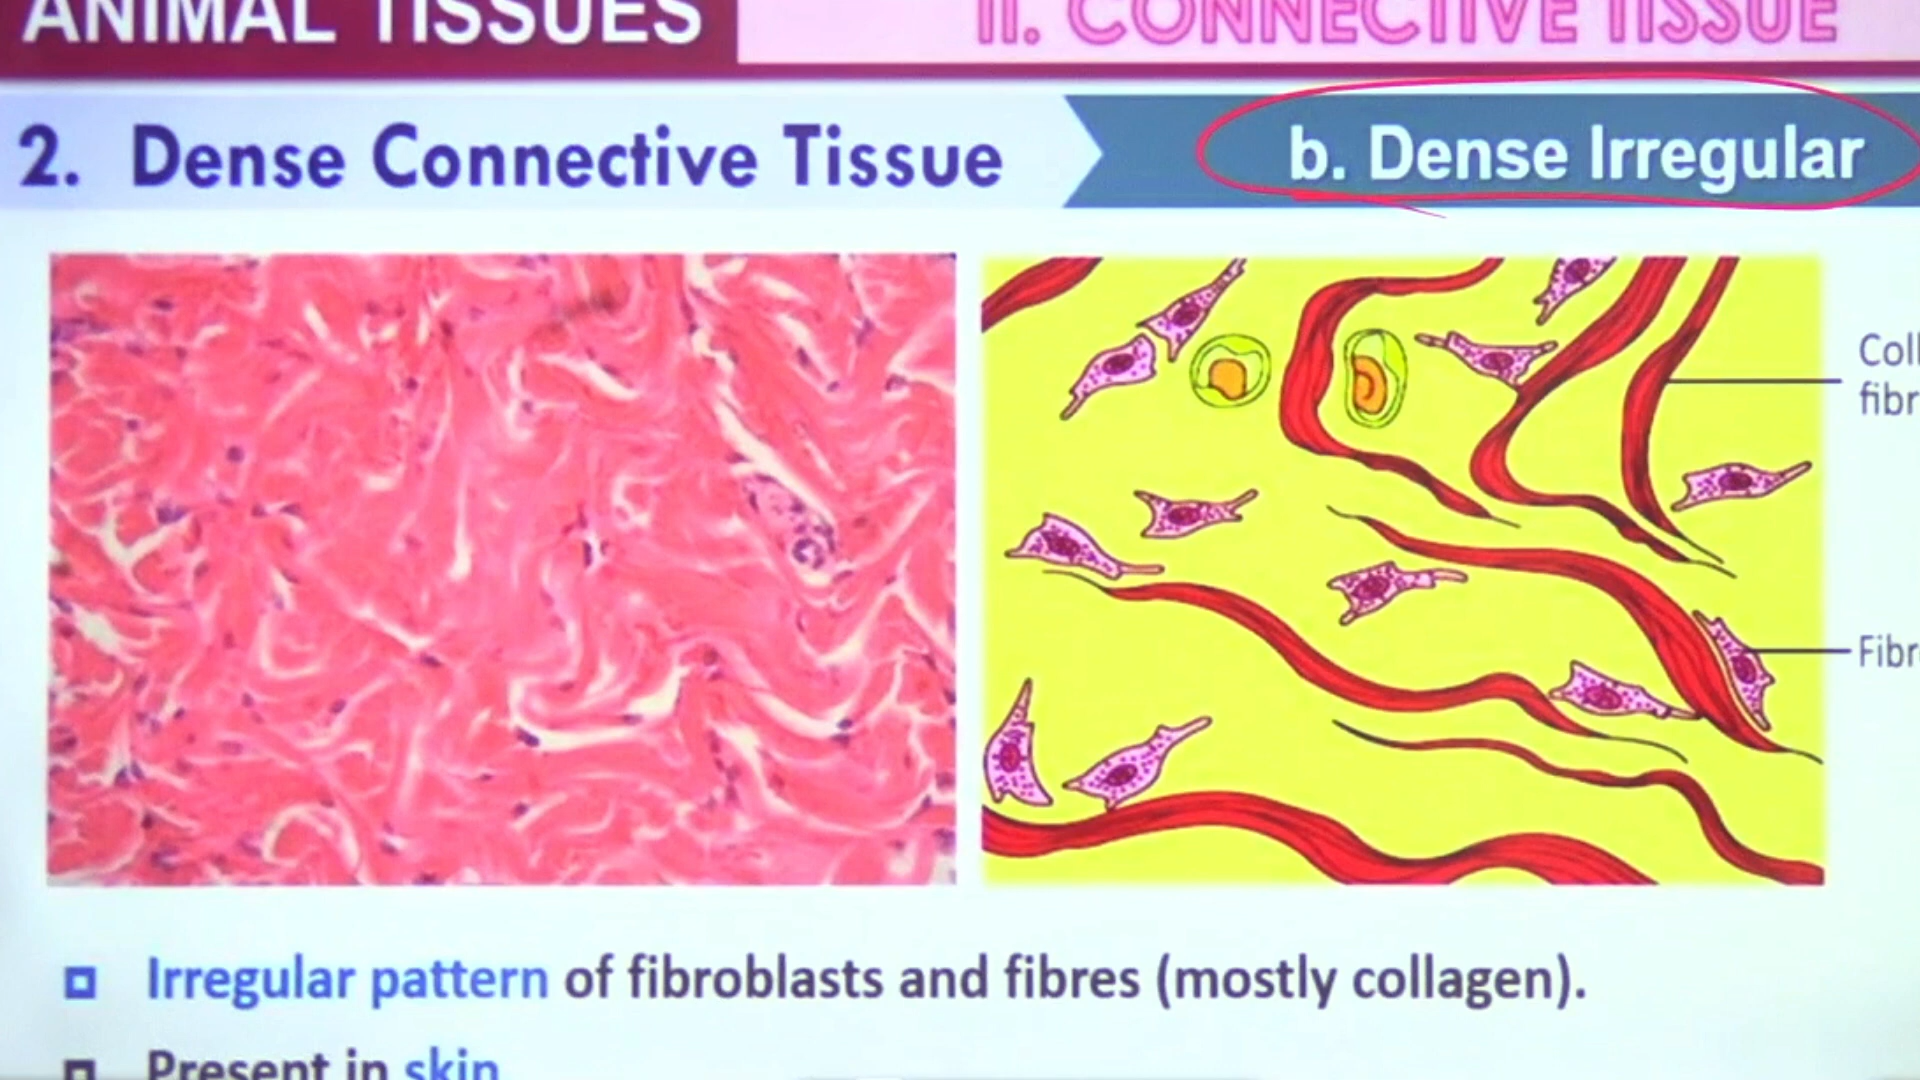 ANIMAL TISSUES
II. CONNECTIVE TISSUE
2. Dense Connective Tissue
b. Dense Irregular
Irregular pattern of fibroblasts and fibres (mostly collagen).
Present in skin